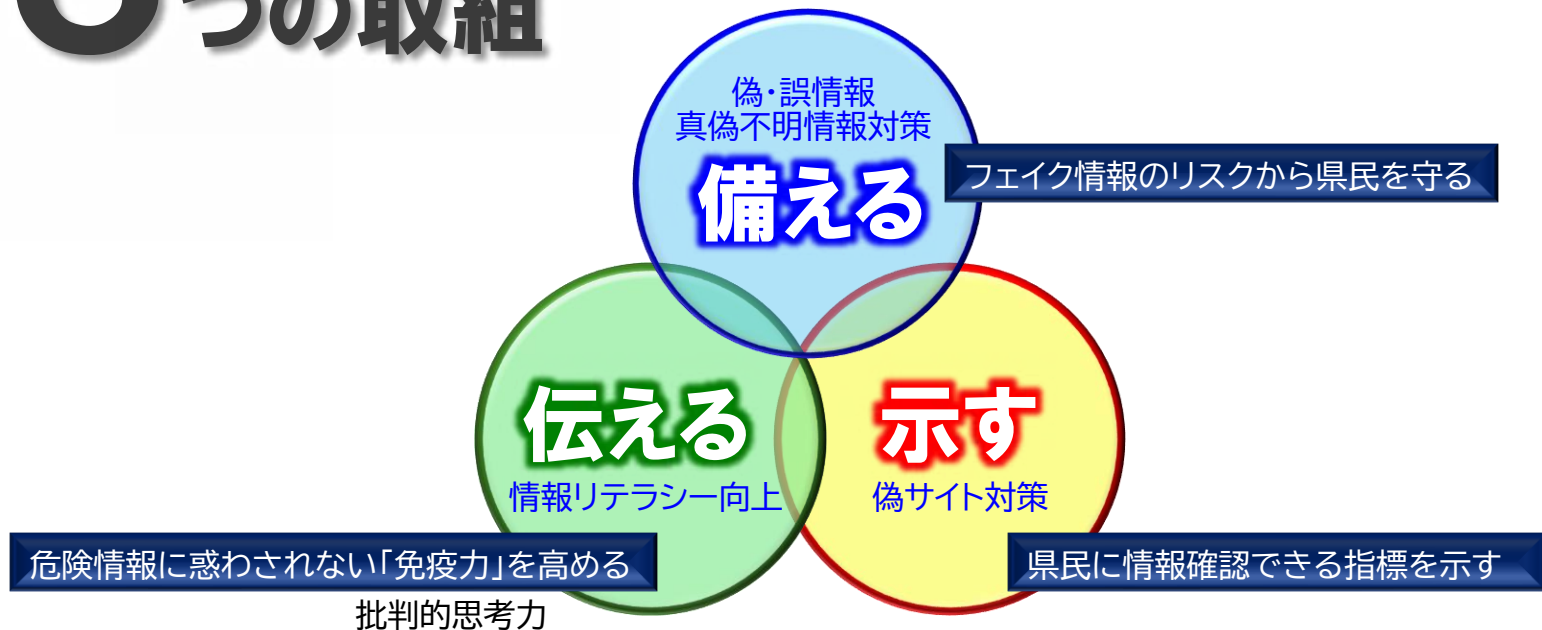 つの取組
偽・誤情報
真偽不明情報対策
備える
フェイク情報のリスクから県民を守る
伝える
情報リテラシー向上
示す
偽サイト対策
危険情報に惑わされない「免疫力」を高める
県民に情報確認できる指標を示す
批判的思考力